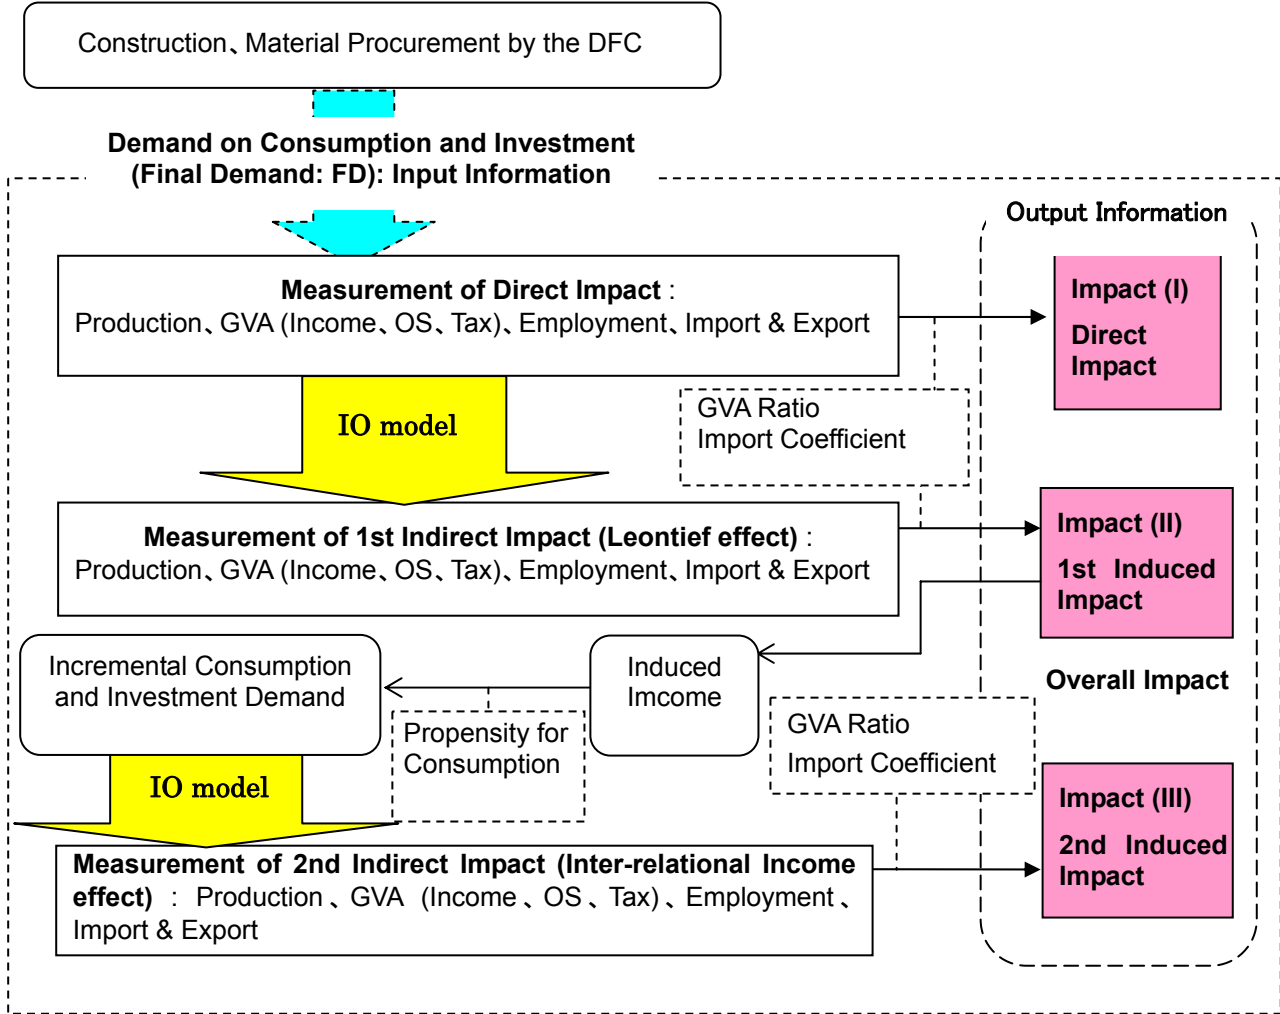 Construction、Material Procurement by the DFC
Demand on Consumption and Investment
(Final Demand: FD): Input Information
Output Information
Measurement of Direct Impact :
Production、GVA (Income、OS、Tax)、Employment、Import & Export
Impact (I)
Direct
Impact
IO model
GVA Ratio
Import Coefficient
Measurement of 1st Indirect Impact (Leontief effect) :
Production、GVA (Income、OS、Tax)、Employment、Import & Export
Impact (II)
1st Induced
Impact
Incremental Consumption
and Investment Demand
Induced
Imcome
Overall Impact
Propensity for
Consumption
GVA Ratio
Import Coefficient
IO model
Impact (III)
2nd Induced
Impact
Measurement of 2nd Indirect Impact (Inter-relational Income
effect) : Production、GVA (Income、OS、Tax)、Employment、
Import & Export